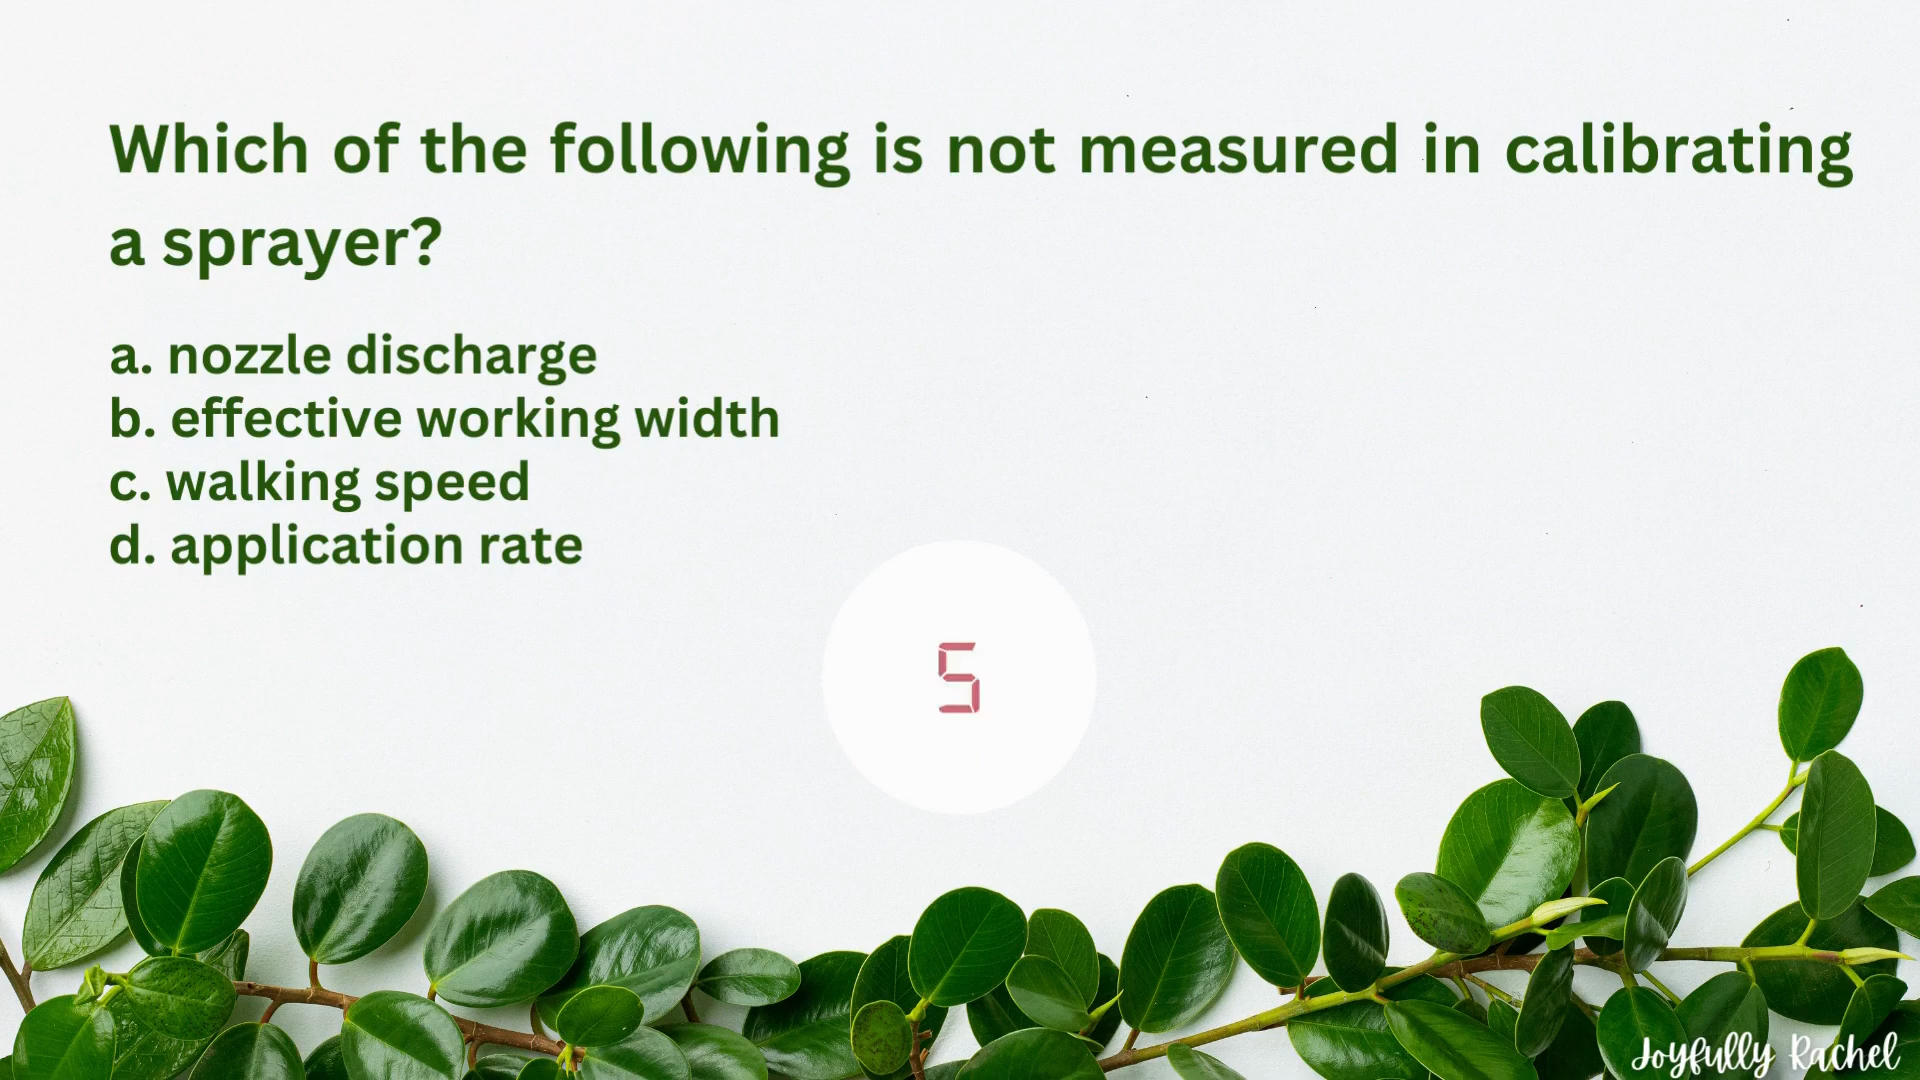 Which of the following is not measured in calibrating
a sprayer?
a. nozzle discharge
b. effective working width
c. walking speed
d. application rate
5
Joyfully Rachel